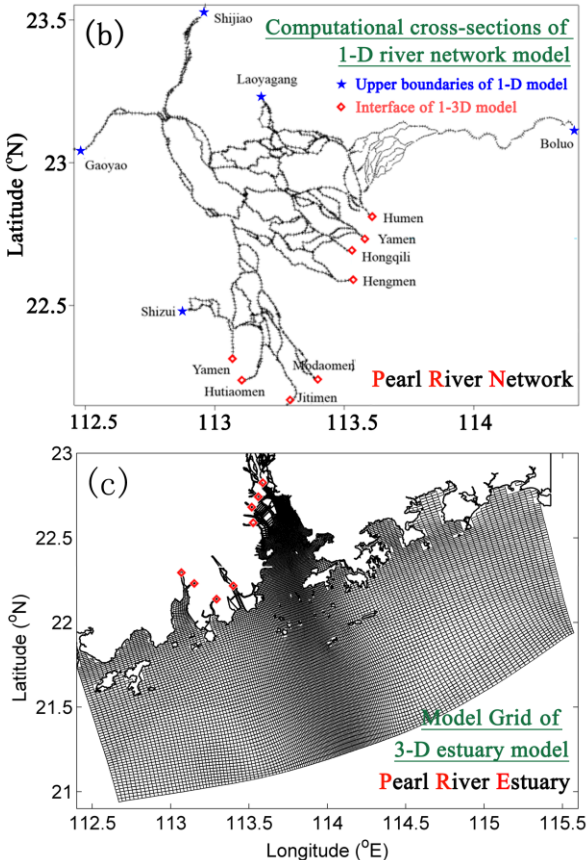 (b)
Computational cross-sections of
1-D river network model
Upper boundaries of 1-D model
Interface of 1-3D model
Shijiao
Laoyagang
Boluo
Gaoyao
Humen
Yamen
Hongqili
Hengmen
Shizui
Yamen
Modaomen
Hutiaomen
Jitimen
Pearl River Network
Latitude (°N)
23.5
23
22.5
112.5 113 113.5 114
(c)
Model Grid of
3-D estuary model
Pearl River Estuary
Latitude (°N)
23
22.5
22
21.5
21
112.5 113 113.5 114 114.5 115 115.5
Longitude (°E)